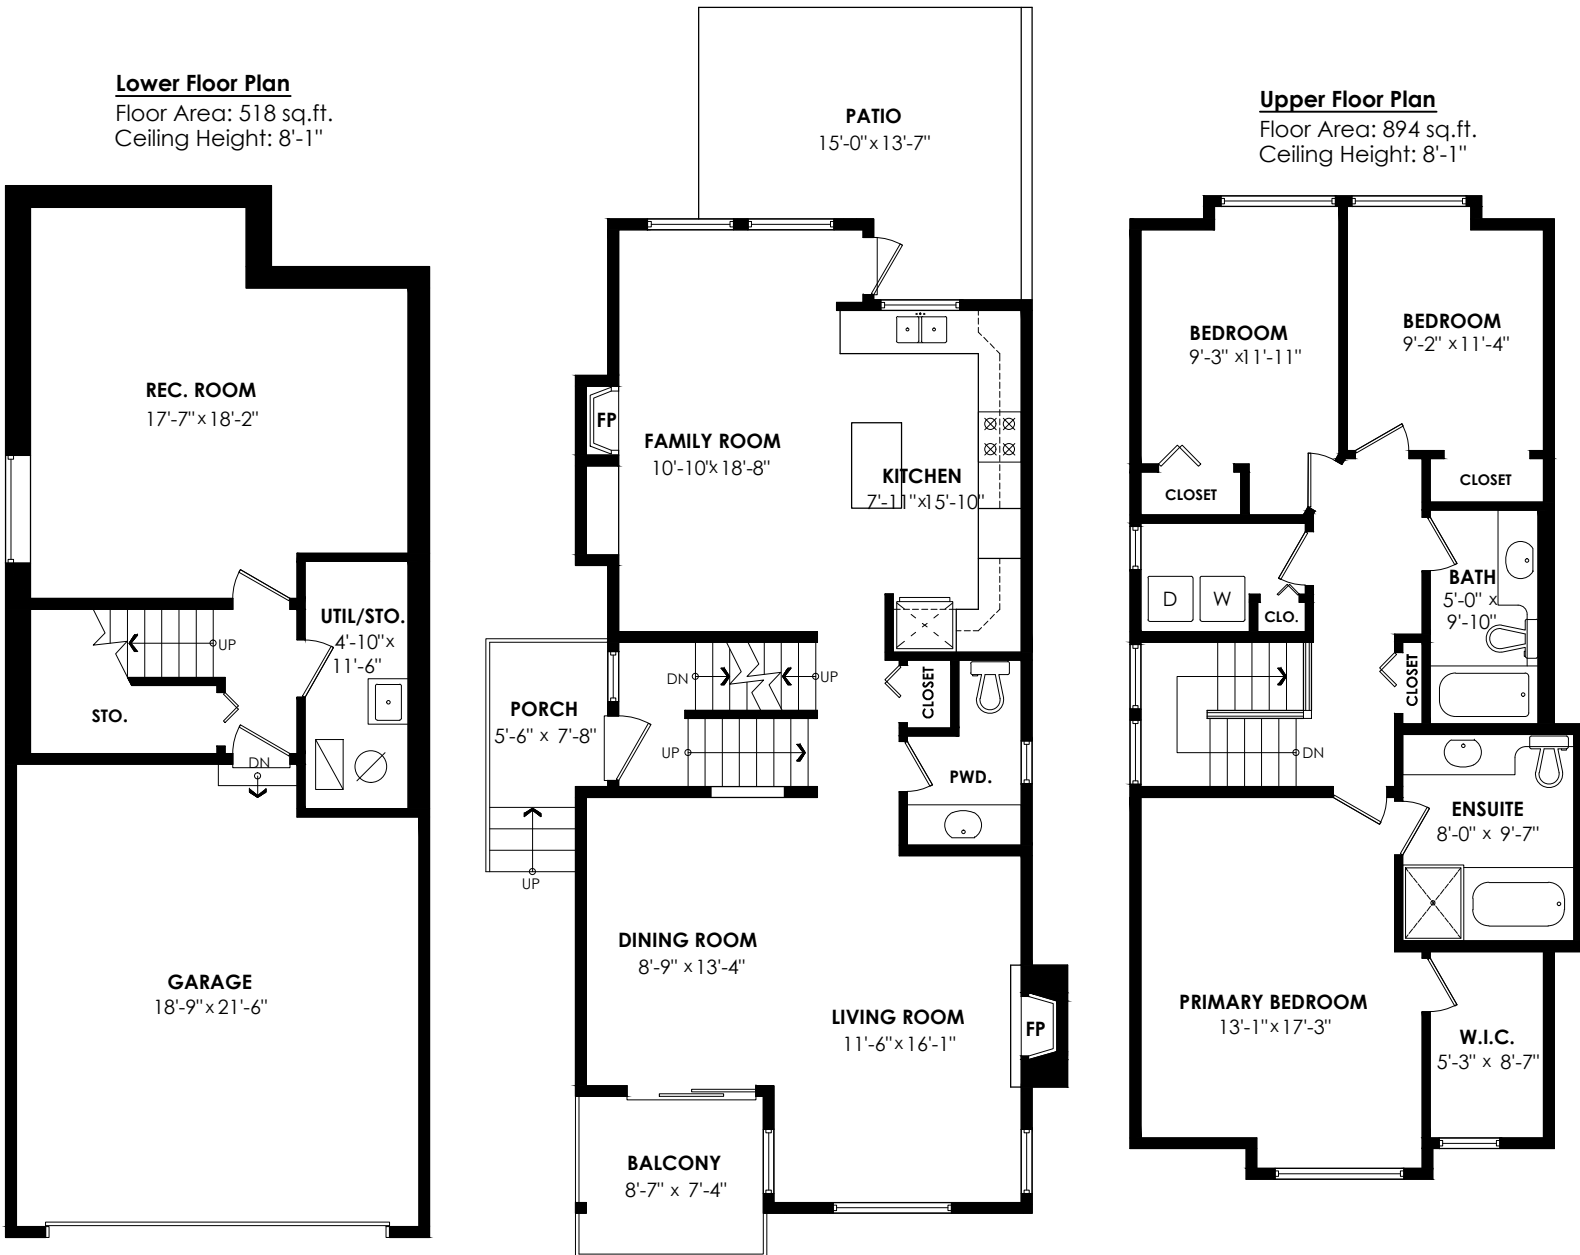 Lower Floor Plan
Floor Area: 518 sq.ft.
Ceiling Height: 8'-1"
REC. ROOM
17'-7" x 18'-2"
UP
UTIL/STO.
4'-10" x
11'-6"
STO.
DN
GARAGE
18'-9" x 21'-6"
PATIO
15'-0" x 13'-7"
FP
FAMILY ROOM
10'-10" x 18'-8"
KITCHEN
7'-11" x 15'-10"
DN
UP
CLOSET
PORCH
5'-6" x 7'-8"
UP
PWD.
UP
DINING ROOM
8'-9" x 13'-4"
LIVING ROOM
11'-6" x 16'-1"
FP
BALCONY
8'-7" x 7'-4"
Upper Floor Plan
Floor Area: 894 sq.ft.
Ceiling Height: 8'-1"
BEDROOM
9'-3" x 11'-11"
BEDROOM
9'-2" x 11'-4"
CLOSET
CLOSET
D
W
CLO.
BATH
5'-0" x
9'-10"
CLOSET
DN
ENSUITE
8'-0" x 9'-7"
PRIMARY BEDROOM
13'-1" x 17'-3"
W.I.C.
5'-3" x 8'-7"